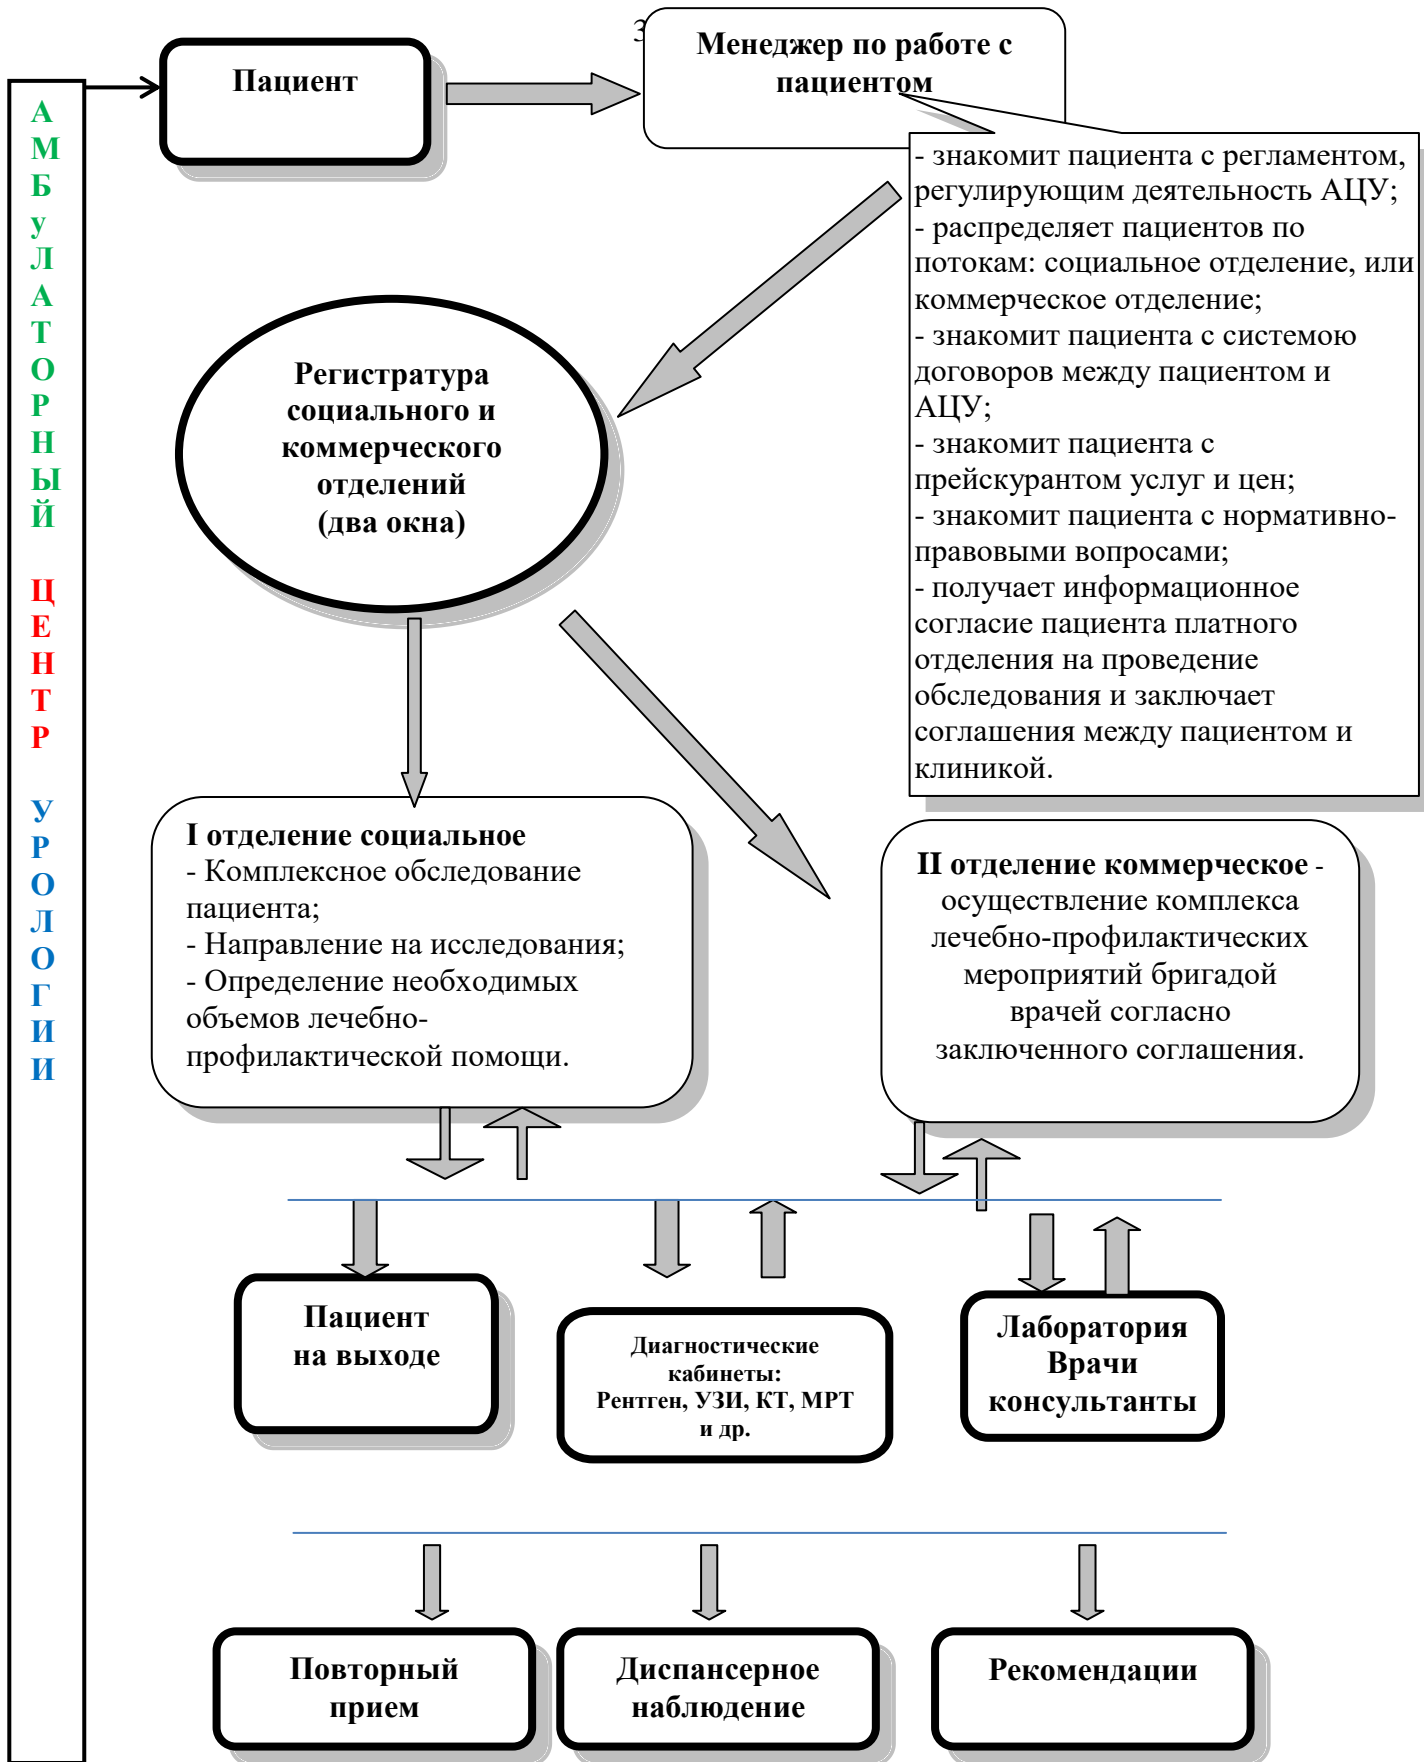 З
Пациент
Менеджер по работе с
пациентом
А
М
Б
у
Л
А
Т
О
Р
Н
Ы
Й
Ц
Е
Н
Т
Р
У
Р
О
Л
О
Г
И
И
- знакомит пациента с регламентом,
регулирующим деятельность АЦУ;
- распределяет пациентов по
потокам: социальное отделение, или
коммерческое отделение;
- знакомит пациента с системою
договоров между пациентом и
АЦУ;
- знакомит пациента с
прейскурантом услуг и цен;
- знакомит пациента с нормативно-
правовыми вопросами;
- получает информационное
согласие пациента платного
отделения на проведение
обследования и заключает
соглашения между пациентом и
клиникой.
Регистратура
социального и
коммерческого
отделений
(два окна)
I отделение социальное
- Комплексное обследование
пациента;
- Направление на исследования;
- Определение необходимых
объемов лечебно-
профилактической помощи.
II отделение коммерческое -
осуществление комплекса
лечебно-профилактических
мероприятий бригадой
врачей согласно
заключенного соглашения.
Пациент
на выходе
Диагностические
кабинеты:
Рентген, УЗИ, КТ, МРТ
и др.
Лаборатория
Врачи
консультанты
Повторный
прием
Диспансерное
наблюдение
Рекомендации